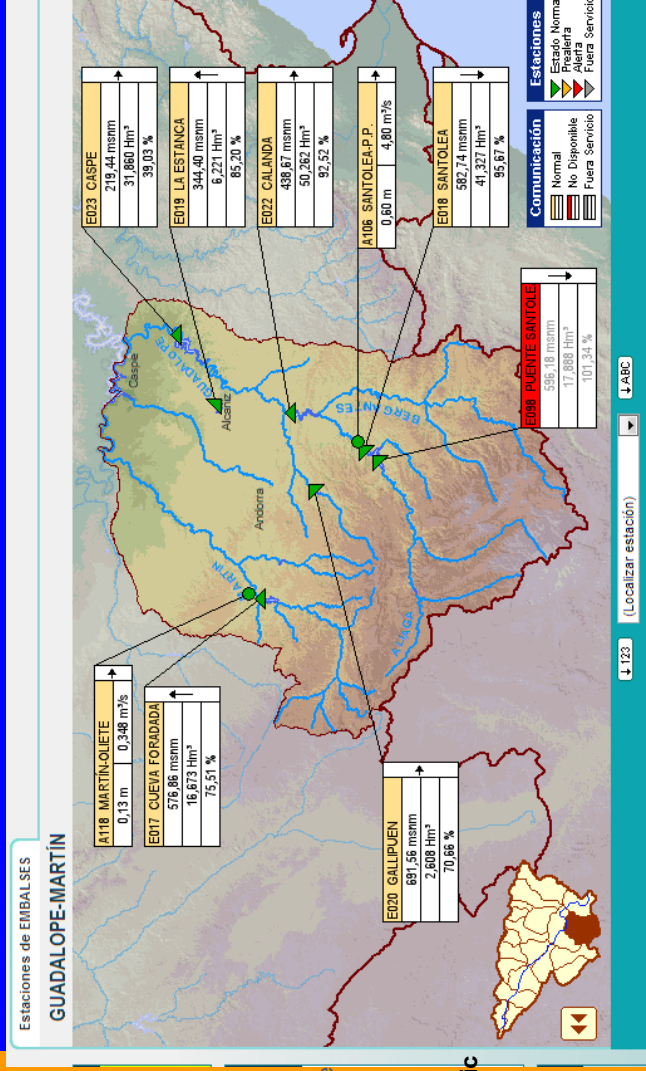 Estaciones de EMBALSES
GUADALOPE-MARTÍN
A118 MARTÍN-OLIETE
0,13 m 0,348 m³/s
E017 CUEVA FORADADA
576,86 msnm
16,673 Hm³
75,51 %
E020 GALLIPUEN
691,56 msnm
2,608 Hm³
70,66 %
E023 CASPE
219,44 msnm
31,860 Hm³
39,03 %
E019 LA ESTANCA
344,40 msnm
6,221 Hm³
85,20 %
E022 CALANDA
438,67 msnm
50,262 Hm³
92,52 %
A106 SANTOLEA-P.P.
0,60 m 4,80 m³/s
E018 SANTOLEA
582,74 msnm
41,327 Hm³
95,67 %
E098 PUENTE SANTOLE
596,18 msnm
17,888 Hm³
101,34 %
Caspe
GUADALOPE
Alcañiz
Andorra
BERGANTES
ARTIN
ALIAGA
Comunicación
Normal
No Disponible
Fuera Servicio
Estaciones
Estado Norma
Prealerta
Alerta
Fuera Servicio
↓123 (Localizar estación) ↓ABC
ic